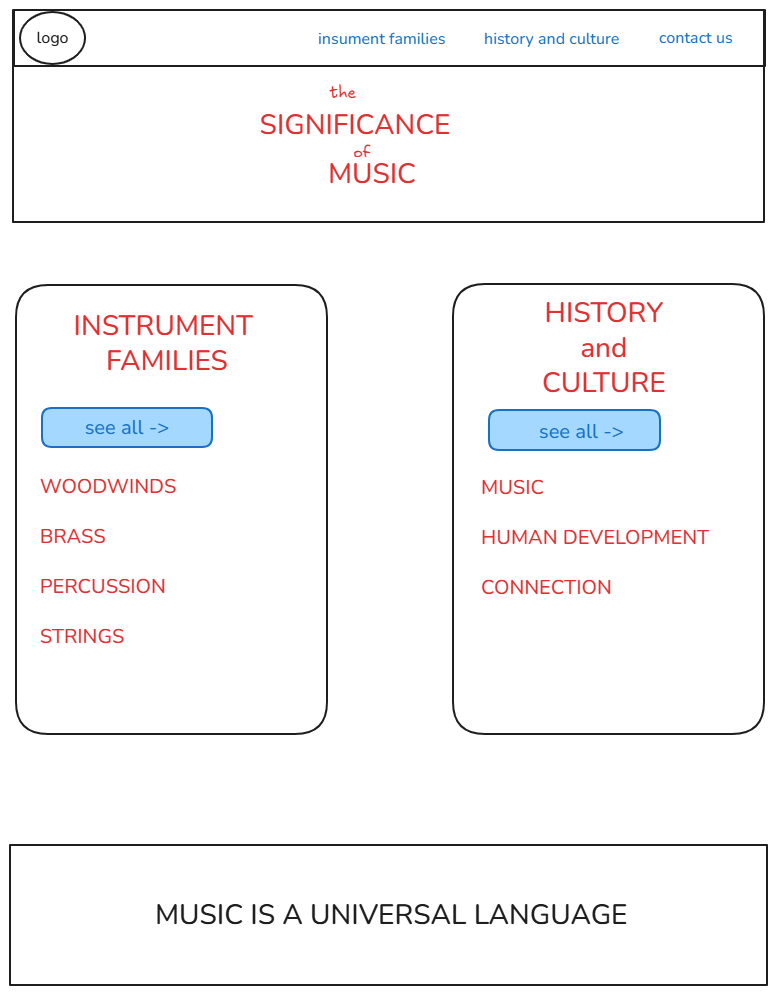 logo
insument families
history and culture
contact us
the
SIGNIFICANCE
of
MUSIC
INSTRUMENT
FAMILIES
see all ->
WOODWINDS
BRASS
PERCUSSION
STRINGS
HISTORY
and
CULTURE
see all ->
MUSIC
HUMAN DEVELOPMENT
CONNECTION
MUSIC IS A UNIVERSAL LANGUAGE